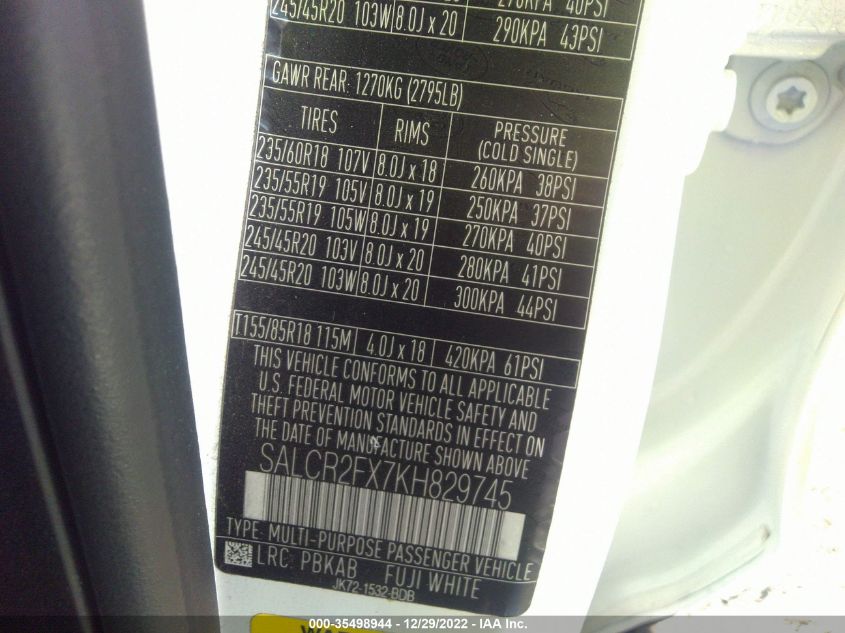 245/45R20 103W 8.0J x 20 290KPA 43PSI
GAWR REAR: 1270KG (2795LB)
TIRES RIMS PRESSURE
(COLD SINGLE)
235/60R18 107V 8.0J x 18 260KPA 38PSI
235/55R19 105V 8.0J x 19 250KPA 37PSI
235/55R19 105W 8.0J x 19 270KPA 40PSI
245/45R20 103V 8.0J x 20 280KPA 41PSI
245/45R20 103W 8.0J x 20 300KPA 44PSI
T155/85R18 115M 4.0J x 18 420KPA 61PSI
THIS VEHICLE CONFORMS TO ALL APPLICABLE
U.S. FEDERAL MOTOR VEHICLE SAFETY AND
THEFT PREVENTION STANDARDS IN EFFECT ON
THE DATE OF MANUFACTURE SHOWN ABOVE
SALCR2FX7KH829745
TYPE: MULTI-PURPOSE PASSENGER VEHICLE
LRC: PBKAB FUJI WHITE
JK72-1532-BDB
000-35498944 - 12/29/2022 - IAA Inc.